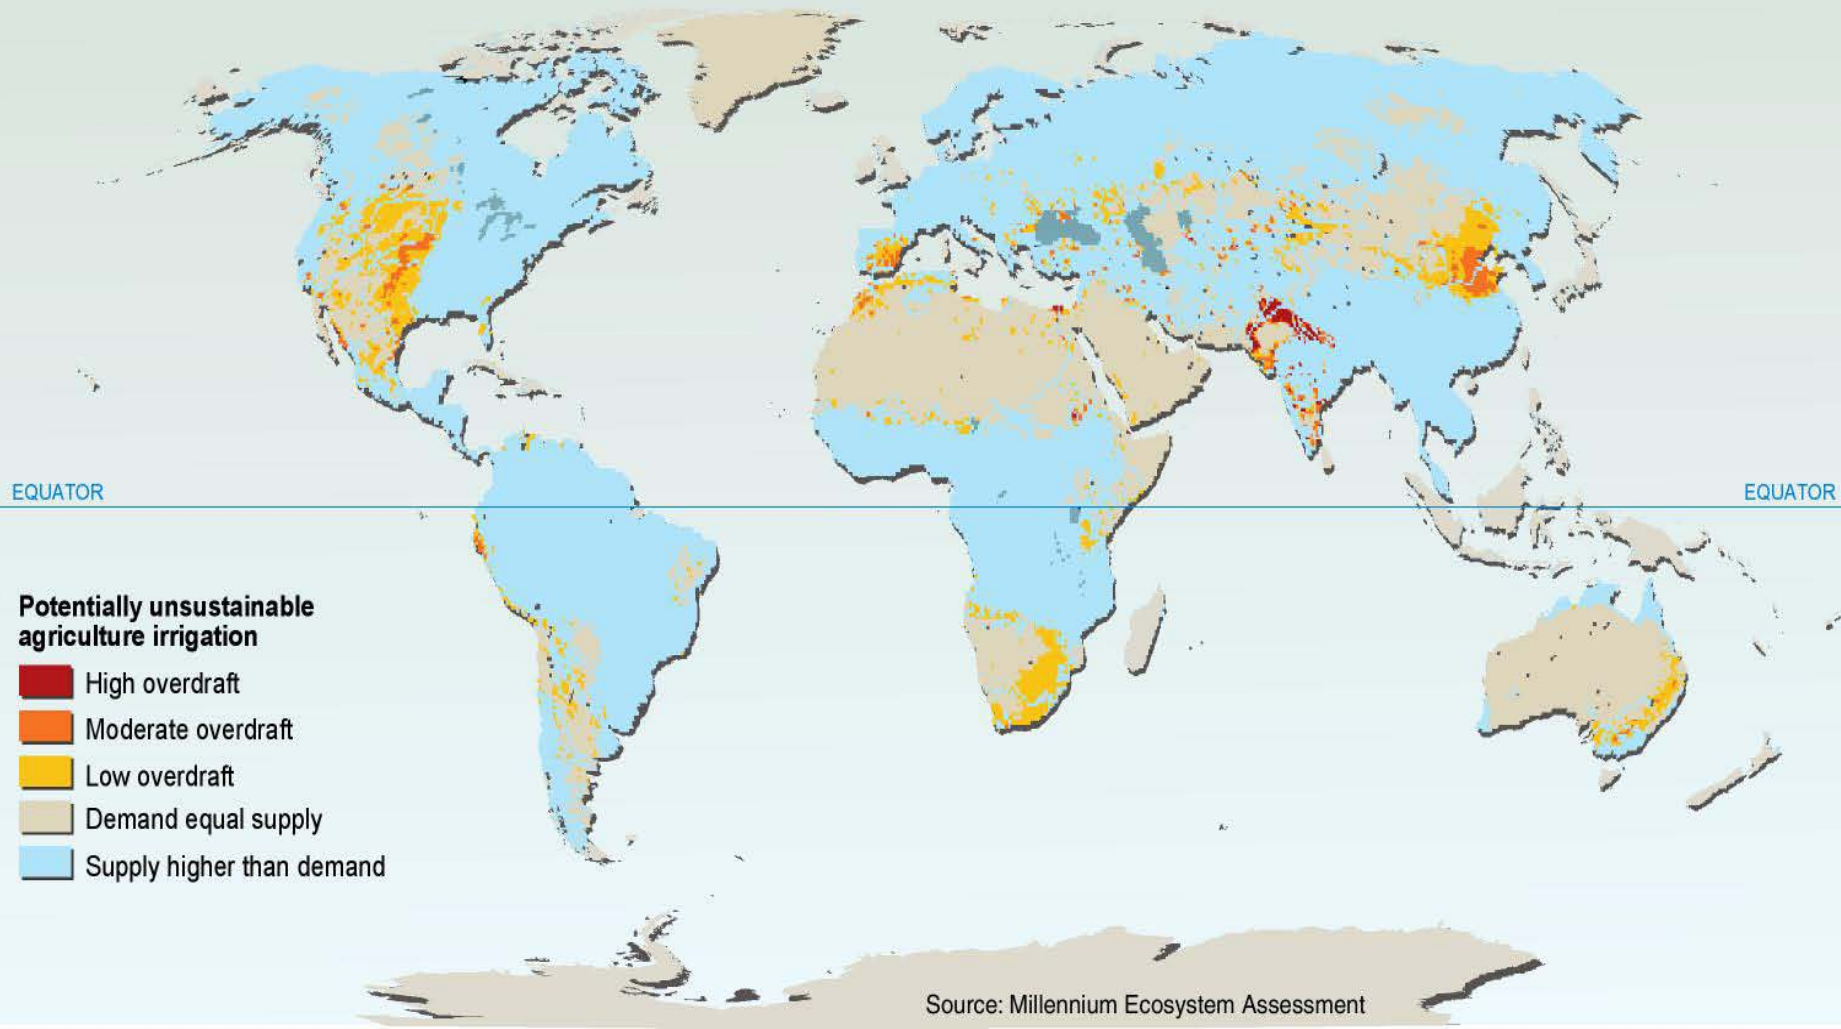 EQUATOR
EQUATOR
Potentially unsustainable
agriculture irrigation
High overdraft
Moderate overdraft
Low overdraft
Demand equal supply
Supply higher than demand
Source: Millennium Ecosystem Assessment